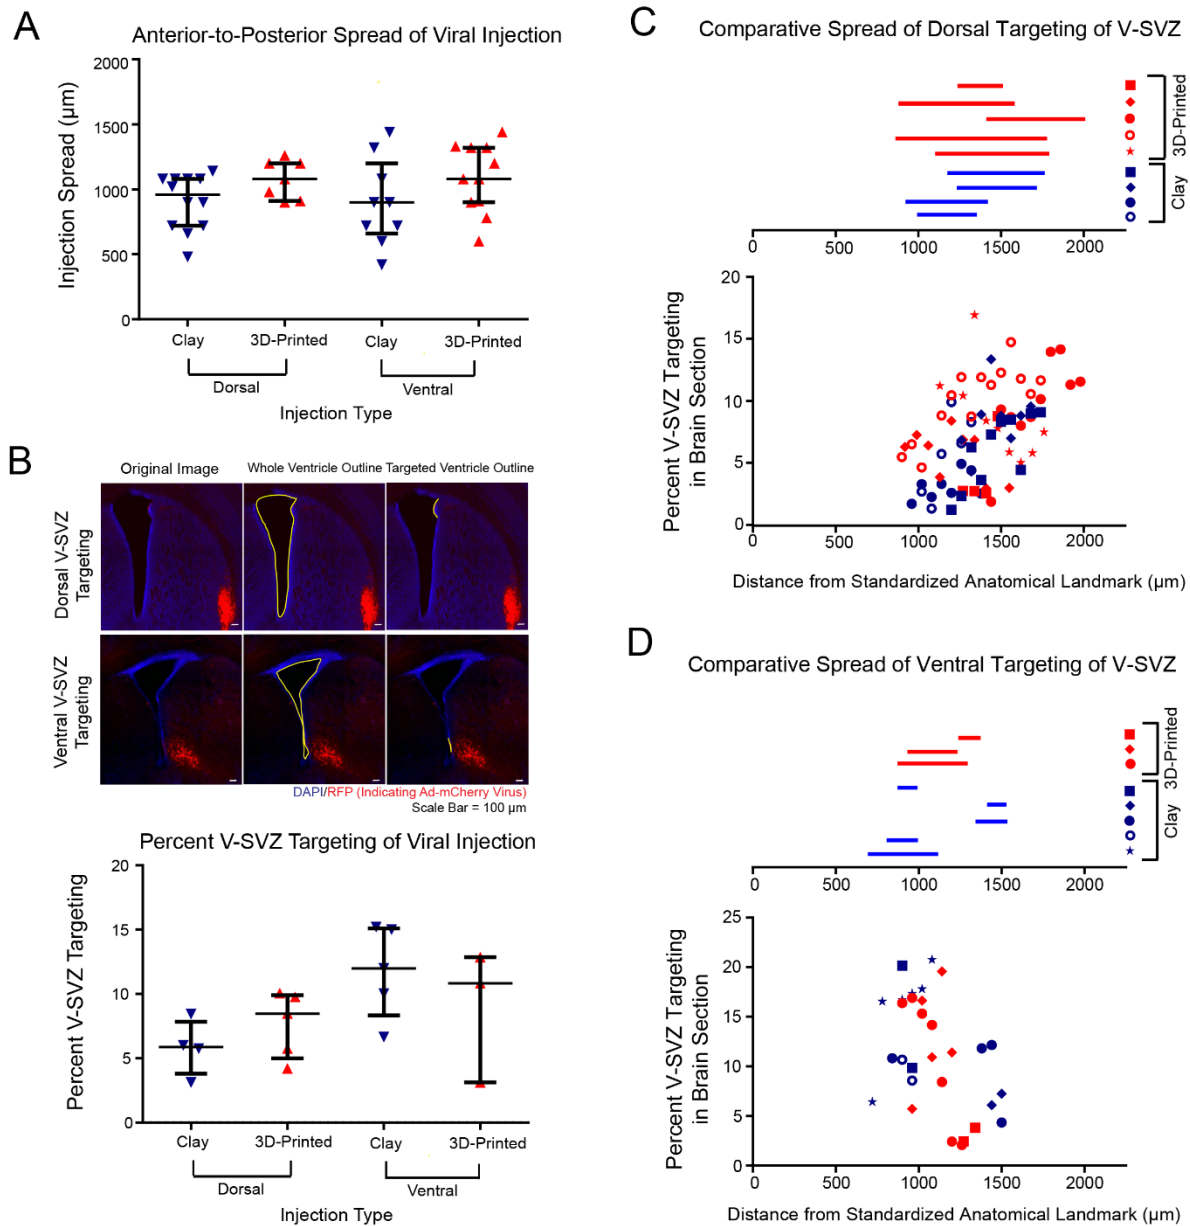 A
Anterior-to-Posterior Spread of Viral Injection
Injection Spread (µm)
2000
1500
1000
500
0
Clay
3D-Printed
Clay
3D-Printed
Dorsal
Ventral
Injection Type
B
Original Image
Whole Ventricle Outline
Targeted Ventricle Outline
Dorsal V-SVZ
Targeting
Ventral V-SVZ
Targeting
DAPI/RFP (Indicating Ad-mCherry Virus)
Scale Bar = 100 µm
Percent V-SVZ Targeting of Viral Injection
Percent V-SVZ Targeting
20
15
10
5
0
Clay
3D-Printed
Clay
3D-Printed
Dorsal
Ventral
Injection Type
C
Comparative Spread of Dorsal Targeting of V-SVZ
3D-Printed
Clay
0
500
1000
1500
2000
Percent V-SVZ Targeting
in Brain Section
20
15
10
5
0
0
500
1000
1500
2000
Distance from Standardized Anatomical Landmark (µm)
D
Comparative Spread of Ventral Targeting of V-SVZ
3D-Printed
Clay
0
500
1000
1500
2000
Percent V-SVZ Targeting
in Brain Section
25
20
15
10
5
0
0
500
1000
1500
2000
Distance from Standardized Anatomical Landmark (µm)